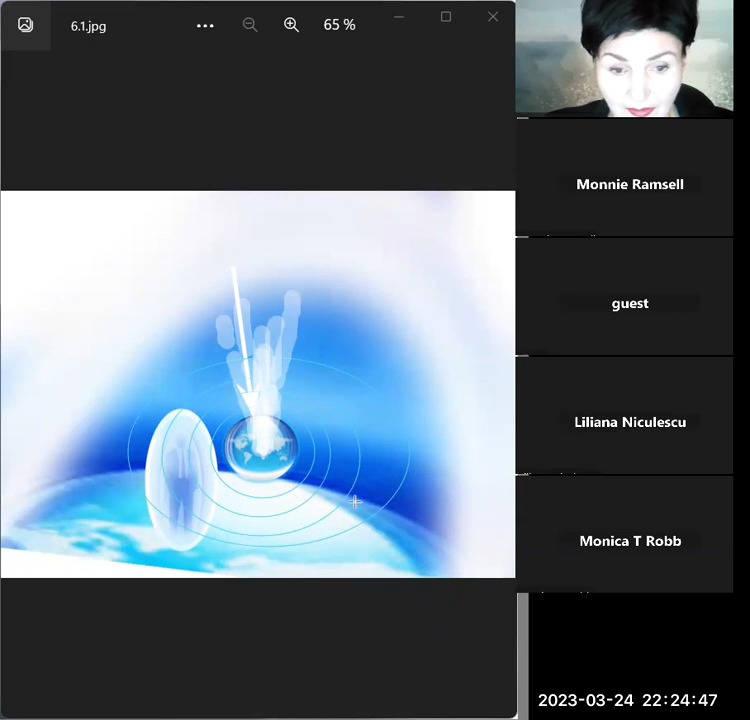 6.1.jpg
65 %
Monnie Ramsell
guest
Liliana Niculescu
Monica T Robb
2023-03-24 22:24:47